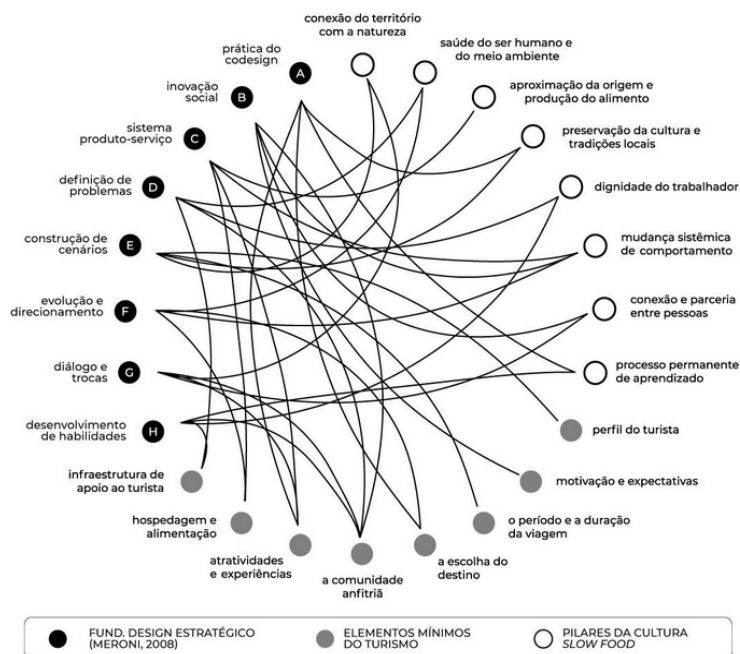 conexão do território
com a natureza
saúde do ser humano e
do meio ambiente
aproximação da origem e
produção do alimento
preservação da cultura e
tradições locais
dignidade do trabalhador
mudança sistêmica
de comportamento
conexão e parceria
entre pessoas
processo permanente
de aprendizado
perfil do turista
motivação e expectativas
o período e a duração
da viagem
a escolha do
destino
a comunidade
anfitriã
atratividades
e experiências
hospedagem e
alimentação
infraestrutura de
apoio ao turista
desenvolvimento
de habilidades
H
diálogo e
trocas
G
evolução e
direcionamento
F
construção de
cenários
E
definição de
problemas
D
sistema
produto-serviço
C
inovação
social
B
prática do
codesign
A
FUND. DESIGN ESTRATÉGICO
(MERONI, 2008)
ELEMENTOS MÍNIMOS
DO TURISMO
PILARES DA CULTURA
SLOW FOOD